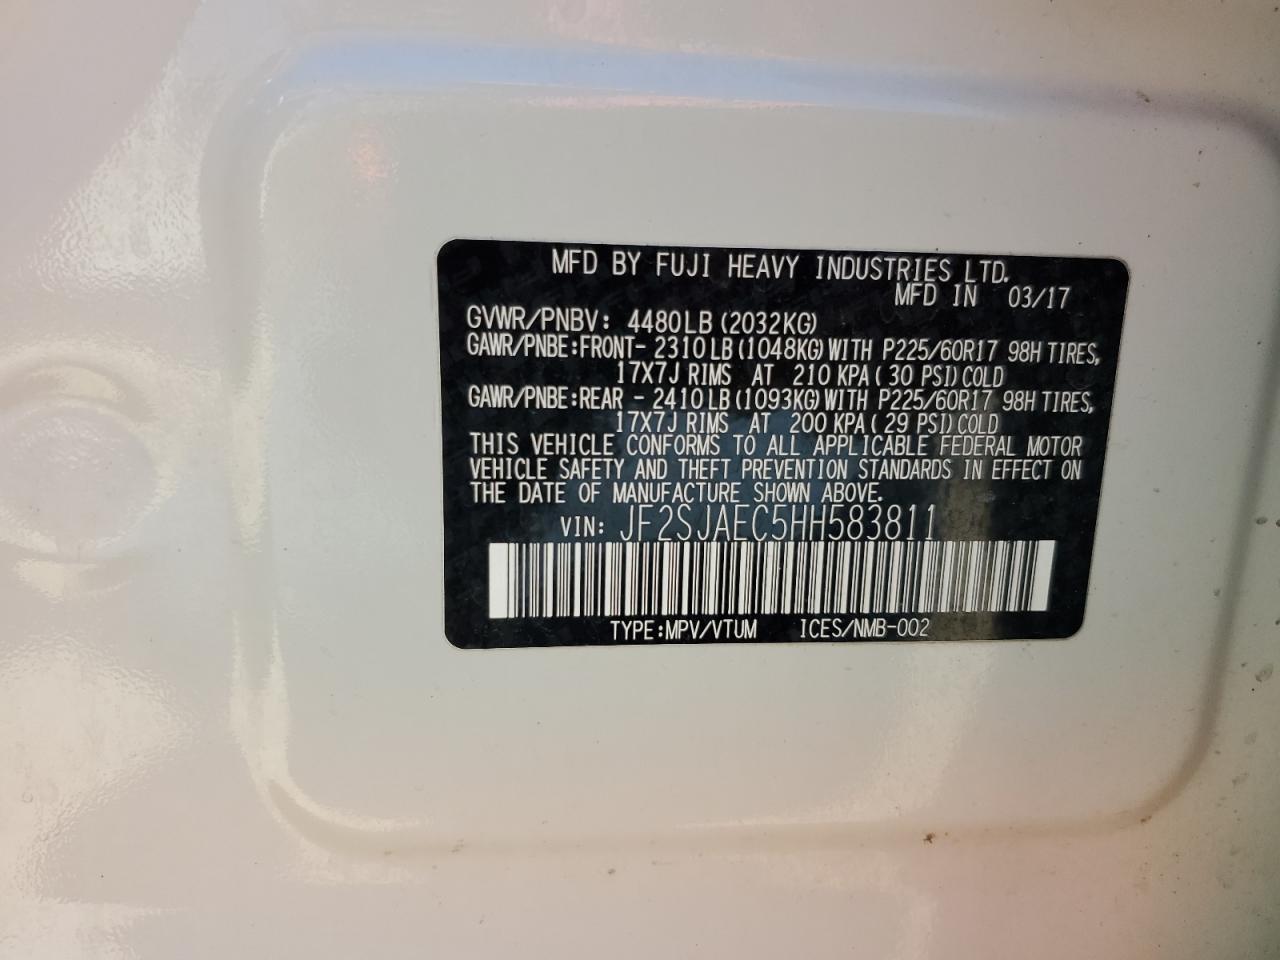 MFD BY FUJI HEAVY INDUSTRIES LTD.
MFD IN 03/17
GVWR/PNBV: 4480LB (2032KG)
GAWR/PNBE:FRONT- 2310LB(1048KG)WITH P225/60R17 98H TIRES,
17X7J RIMS AT 210 KPA( 30 PSI)COLD
GAWR/PNBE:REAR - 2410LB(1093KG)WITH P225/60R17 98H TIRES,
17X7J RIMS AT 200 KPA( 29 PSI)COLD
THIS VEHICLE CONFORMS TO ALL APPLICABLE FEDERAL MOTOR
VEHICLE SAFETY AND THEFT PREVENTION STANDARDS IN EFFECT ON
THE DATE OF MANUFACTURE SHOWN ABOVE.
VIN: JF2SJAEC5HH583811
TYPE:MPV/VTUM ICES/NMB-002